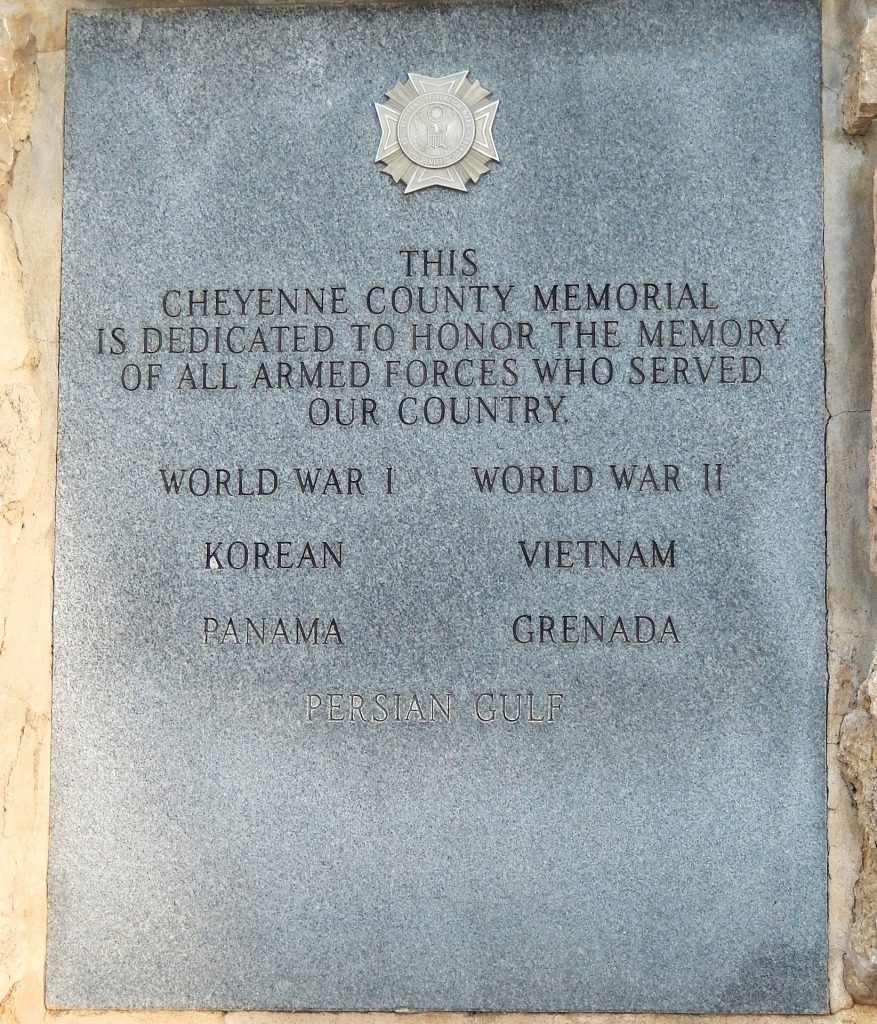 THIS
CHEYENNE COUNTY MEMORIAL
IS DEDICATED TO HONOR THE MEMORY
OF ALL ARMED FORCES WHO SERVED
OUR COUNTRY.
WORLD WAR I WORLD WAR II
KOREAN VIETNAM
PANAMA GRENADA
PERSIAN GULF